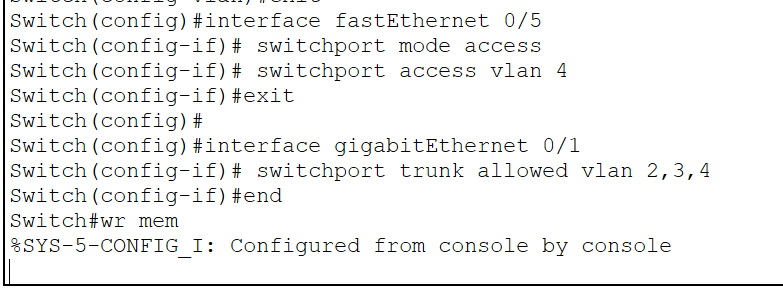 Switch(config)#interface fastEthernet 0/5
Switch(config-if)# switchport mode access
Switch(config-if)# switchport access vlan 4
Switch(config-if)#exit
Switch(config)#
Switch(config)#interface gigabitEthernet 0/1
Switch(config-if)# switchport trunk allowed vlan 2,3,4
Switch(config-if)#end
Switch#wr mem
%SYS-5-CONFIG_I: Configured from console by console